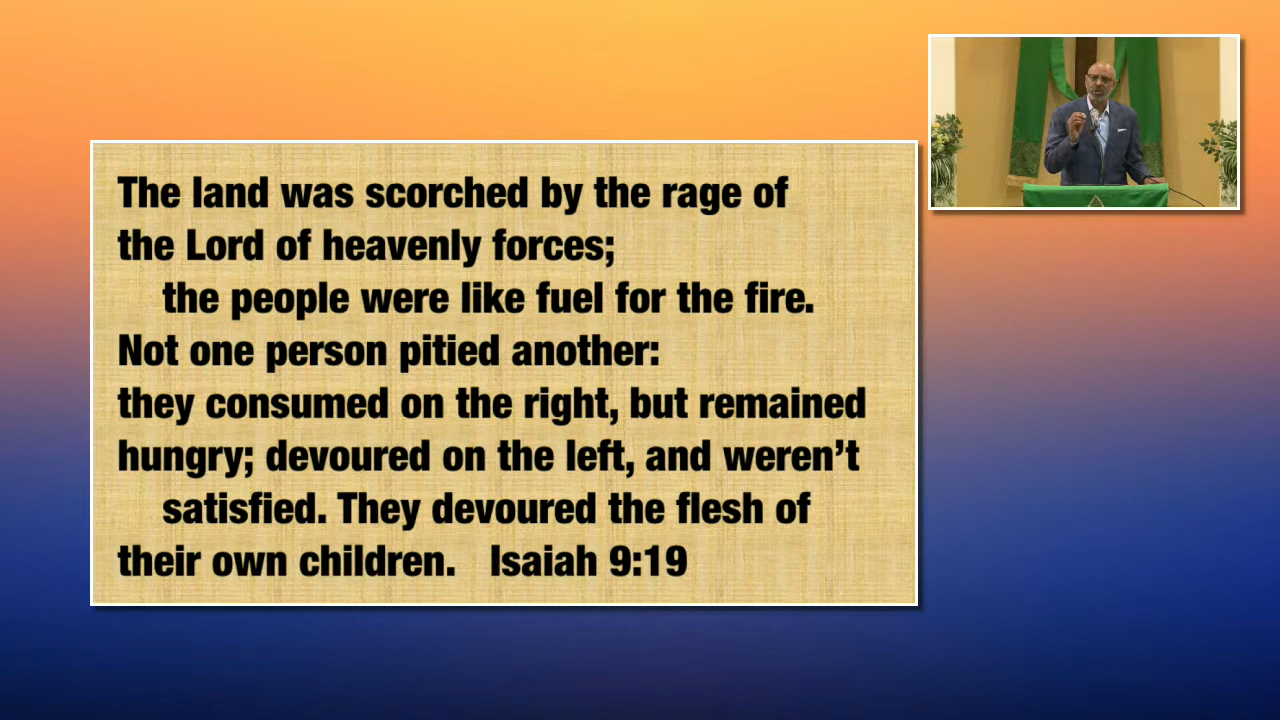 The land was scorched by the rage of
the Lord of heavenly forces;
the people were like fuel for the fire.
Not one person pitied another:
they consumed on the right, but remained
hungry; devoured on the left, and weren’t
satisfied. They devoured the flesh of
their own children. Isaiah 9:19